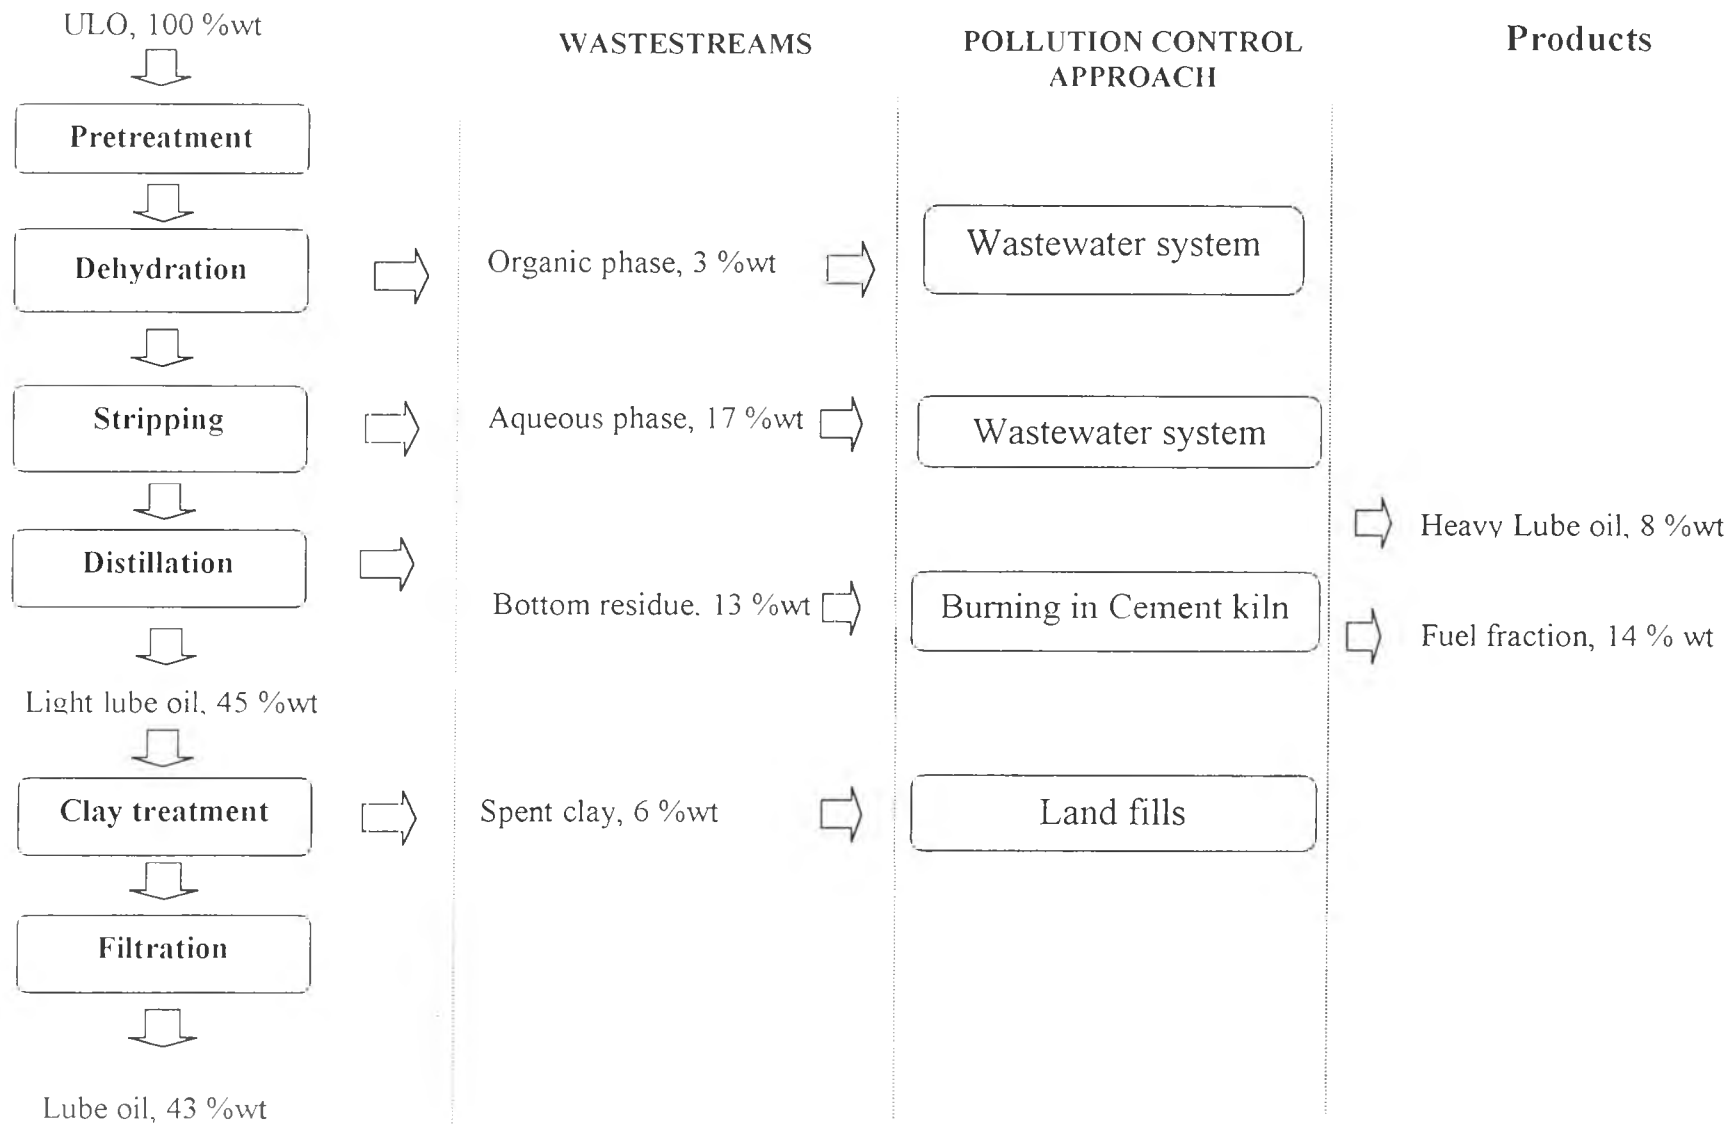 ULO, 100 %wt
WASTESTREAMS
POLLUTION CONTROL
APPROACH
Products
Pretreatment
Dehydration
Organic phase, 3 %wt
Wastewater system
Stripping
Aqueous phase, 17 %wt
Wastewater system
Heavy Lube oil, 8 %wt
Distillation
Bottom residue. 13 %wt
Burning in Cement kiln
Fuel fraction, 14 % wt
Light lube oil, 45 %wt
Clay treatment
Spent clay, 6 %wt
Land fills
Filtration
Lube oil, 43 %wt